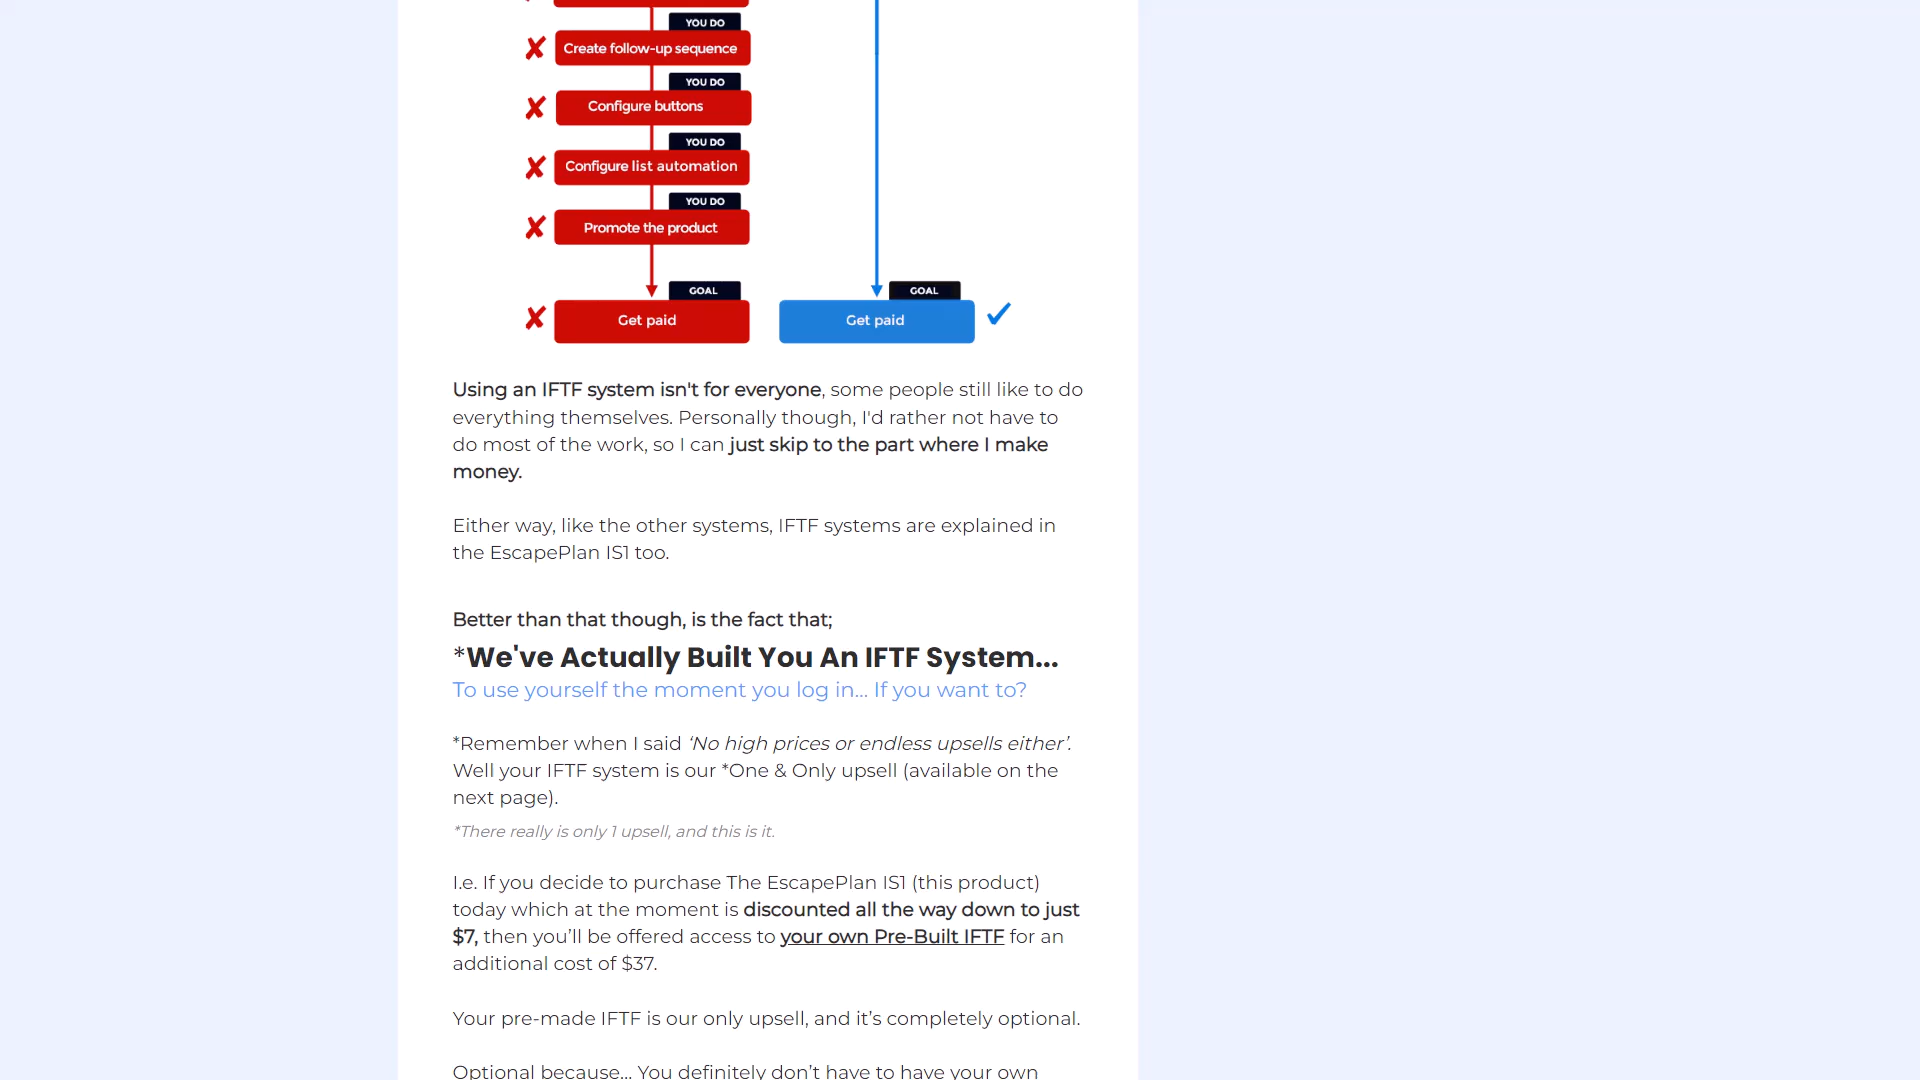 YOU DO
Create follow-up sequence
YOU DO
Configure buttons
YOU DO
Configure list automation
YOU DO
Promote the product
GOAL
Get paid
GOAL
Get paid
Using an IFTF system isn't for everyone, some people still like to do
everything themselves. Personally though, I'd rather not have to
do most of the work, so I can just skip to the part where I make
money.
Either way, like the other systems, IFTF systems are explained in
the EscapePlan IS1 too.
Better than that though, is the fact that;
*We've Actually Built You An IFTF System...
To use yourself the moment you log in... If you want to?
*Remember when I said ‘No high prices or endless upsells either’.
Well your IFTF system is our *One & Only upsell (available on the
next page).
*There really is only 1 upsell, and this is it.
I.e. If you decide to purchase The EscapePlan IS1 (this product)
today which at the moment is discounted all the way down to just
$7, then you’ll be offered access to your own Pre-Built IFTF for an
additional cost of $37.
Your pre-made IFTF is our only upsell, and it’s completely optional.
Optional because... You definitely don’t have to have your own